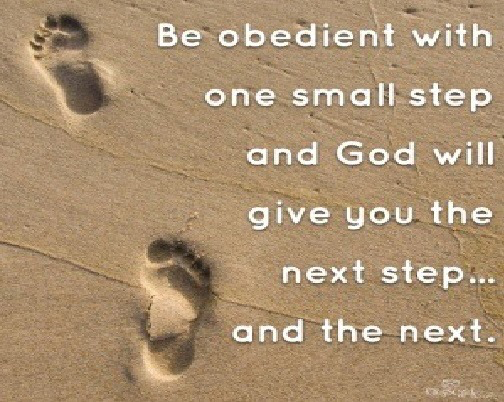 Be obedient with
one small step
and God will
give you the
next step...
and the next.